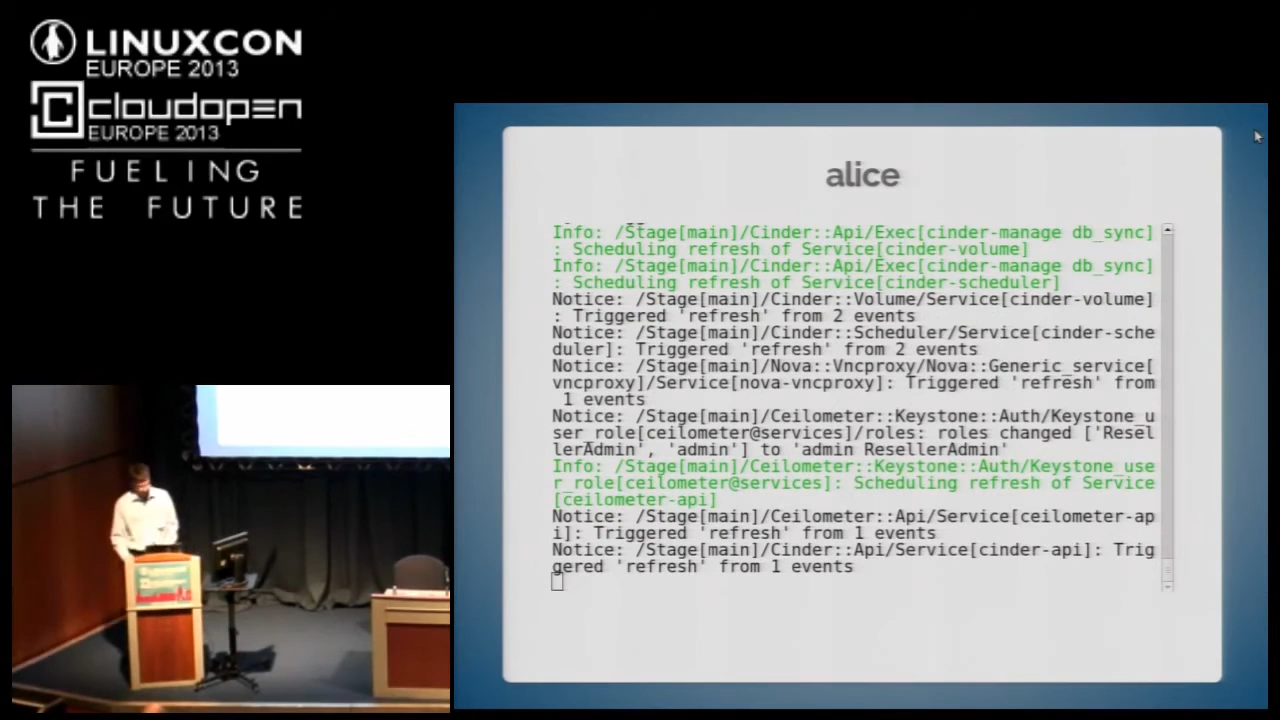 LINUXCON
EUROPE 2013
cloudopen
EUROPE 2013
FUELING
THE FUTURE
alice
Info: /Stage[main]/Cinder::Api/Exec[cinder-manage db_sync]
: Scheduling refresh of Service[cinder-volume]
Info: /Stage[main]/Cinder::Api/Exec[cinder-manage db_sync]
: Scheduling refresh of Service[cinder-scheduler]
Notice: /Stage[main]/Cinder::Volume/Service[cinder-volume]
: Triggered 'refresh' from 2 events
Notice: /Stage[main]/Cinder::Scheduler/Service[cinder-sche
duler]: Triggered 'refresh' from 2 events
Notice: /Stage[main]/Nova::Vncproxy/Nova::Generic_service[
vncproxy]/Service[nova-vncproxy]: Triggered 'refresh' from
1 events
Notice: /Stage[main]/Ceilometer::Keystone::Auth/Keystone_u
ser_role[ceilometer@services]/roles: roles changed ['Resel
lerAdmin', 'admin'] to 'admin ResellerAdmin'
Info: /Stage[main]/Ceilometer::Keystone::Auth/Keystone_use
r_role[ceilometer@services]: Scheduling refresh of Service
[ceilometer-api]
Notice: /Stage[main]/Ceilometer::Api/Service[ceilometer-ap
i]: Triggered 'refresh' from 1 events
Notice: /Stage[main]/Cinder::Api/Service[cinder-api]: Trig
gered 'refresh' from 1 events